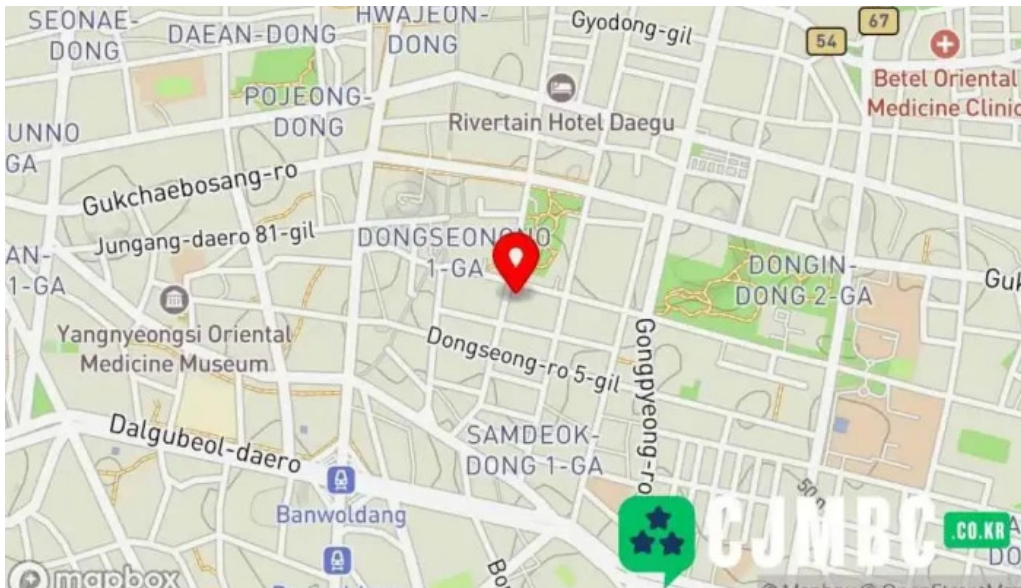 SEONAE-
DONG
DAEAN-DONG
HWAJEON-
DONG
Gyodong-gil
54
67
Betel Oriental
Medicine Clinic
POJEONG-
DONG
Rivertain Hotel Daegu
UNNO
GA
Gukchaebosang-ro
Jungang-daero 81-gil
DONGSEONGNO
1-GA
AN-
1-GA
DONGIN-
DONG 2-GA
Guk
Yangnyeongsi Oriental
Medicine Museum
Dongseong-ro 5-gil
Gongpyeong-ro
Dalgubeol-daero
SAMDEOK-
DONG 1-GA
50 m
Banwoldang
CJMBC
.CO.KR
DO
mapbox